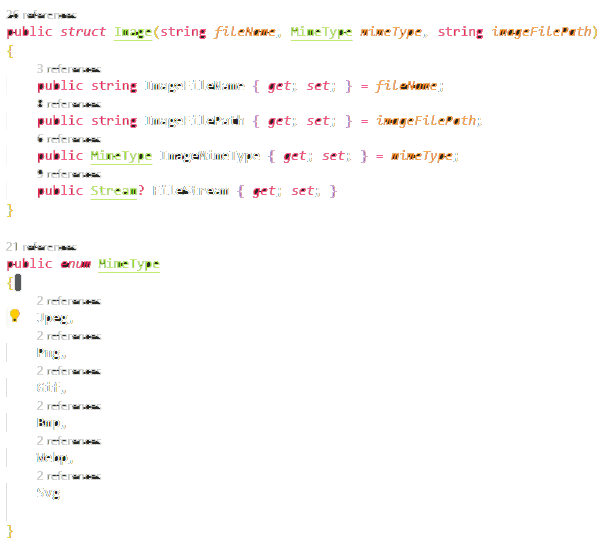 26 references
public struct Image(string fileName, MimeType mimeType, string imageFilePath)
{
3 references
public string ImageFileName { get; set; } = fileName;
8 references
public string ImageFilePath { get; set; } = imageFilePath;
6 references
public MimeType ImageMimeType { get; set; } = mimeType;
9 references
public Stream? FileStream { get; set; }
}
21 references
public enum MimeType
{
2 references
Jpeg,
2 references
Png,
2 references
Gif,
2 references
Bmp,
2 references
Webp,
2 references
Svg
}